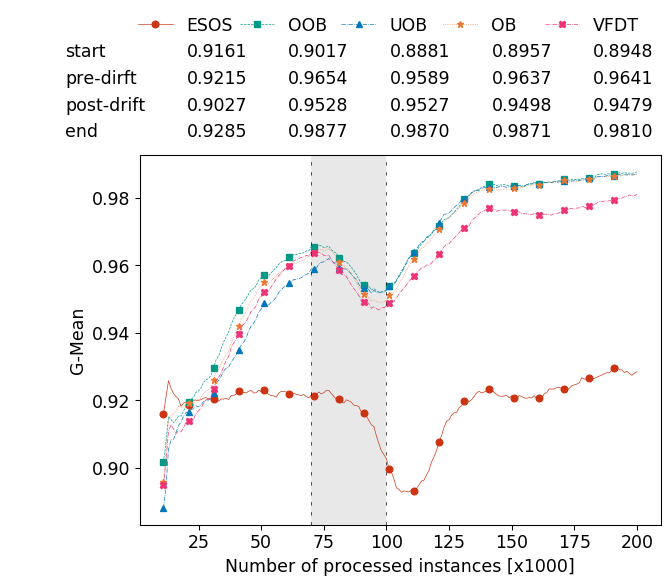 ESOS OOB UOB OB VFDT
start 0.9161 0.9017 0.8881 0.8957 0.8948
pre-dirft 0.9215 0.9654 0.9589 0.9637 0.9641
post-drift 0.9027 0.9528 0.9527 0.9498 0.9479
end 0.9285 0.9877 0.9870 0.9871 0.9810
0.98
0.96
0.94
0.92
0.90
G-Mean
25 50 75 100 125 150 175 200
Number of processed instances [x1000]